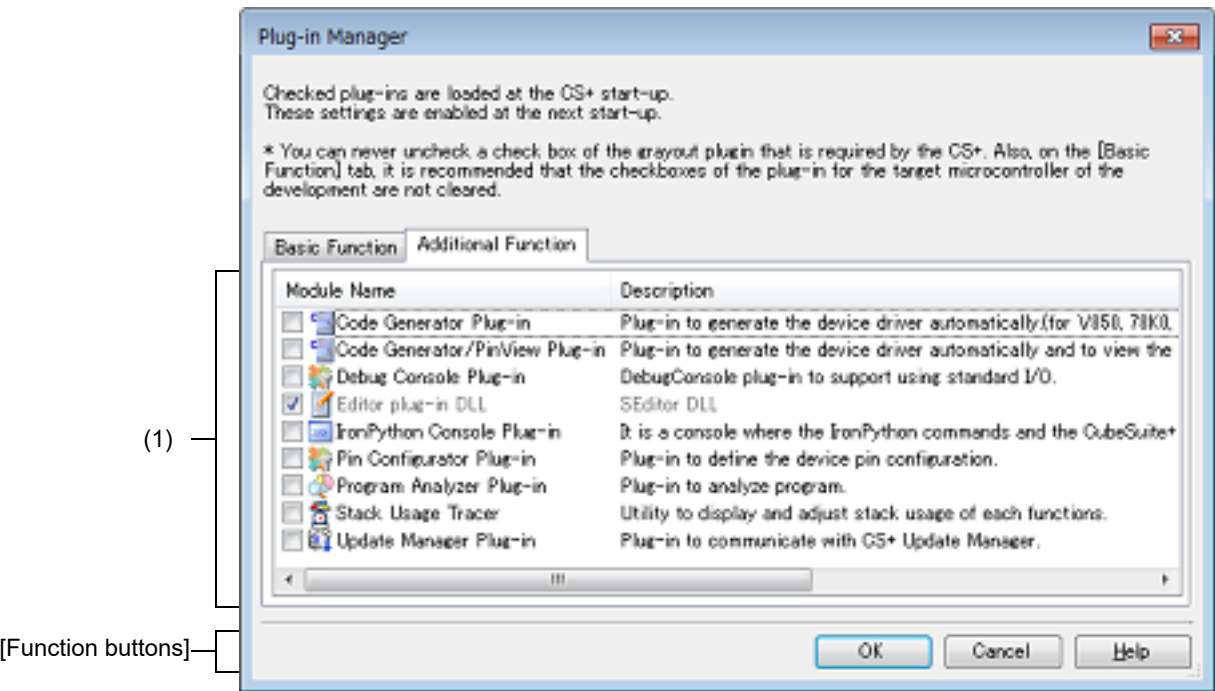 Plug-in Manager
Checked plug-ins are loaded at the CS+ start-up.
These settings are enabled at the next start-up.
* You can never uncheck a check box of the grayout plugin that is required by the CS+. Also, on the [Basic
Function] tab, it is recommended that the checkboxes of the plug-in for the target microcontroller of the
development are not cleared.
Basic Function Additional Function
Module Name Description
Code Generator Plug-in Plug-in to generate the device driver automatically.(for V850, 78K0,
Code Generator/PinView Plug-in Plug-in to generate the device driver automatically and to view the
Debug Console Plug-in DebugConsole plug-in to support using standard I/O.
Editor plug-in DLL SEditor DLL
(1) IronPython Console Plug-in It is a console where the IronPython commands and the CubeSuite+
Pin Configurator Plug-in Plug-in to define the device pin configuration.
Program Analyzer Plug-in Plug-in to analyze program.
Stack Usage Tracer Utility to display and adjust stack usage of each functions.
Update Manager Plug-in Plug-in to communicate with CS+ Update Manager.
[Function buttons] OK Cancel Help